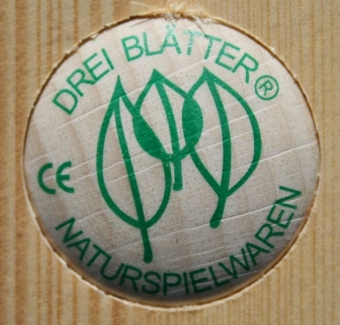 DREI BLÄTTER®
CE
NATURSPIELWAREN